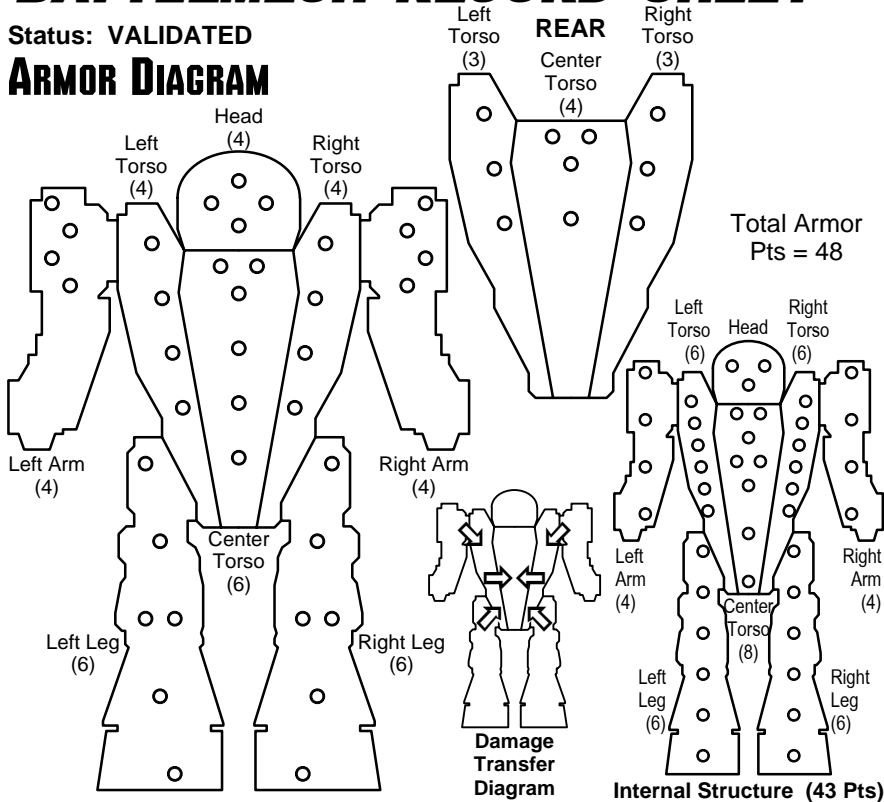 BATTLEMECH RECORD SHEET
Status: VALIDATED
ARMOR DIAGRAM
Head
(4)
Left
Torso
(4)
Right
Torso
(4)
Left Arm
(4)
Right Arm
(4)
Center
Torso
(6)
Left Leg
(6)
Right Leg
(6)
Left
Torso
(3)
REAR
Center
Torso
(4)
Right
Torso
(3)
Total Armor
Pts = 48
Left
Torso
(6)
Head
Right
Torso
(6)
Left
Arm
(4)
Right
Arm
(4)
Center
Torso
(8)
Left
Leg
(6)
Right
Leg
(6)
Damage
Transfer
Diagram
Internal Structure (43 Pts)